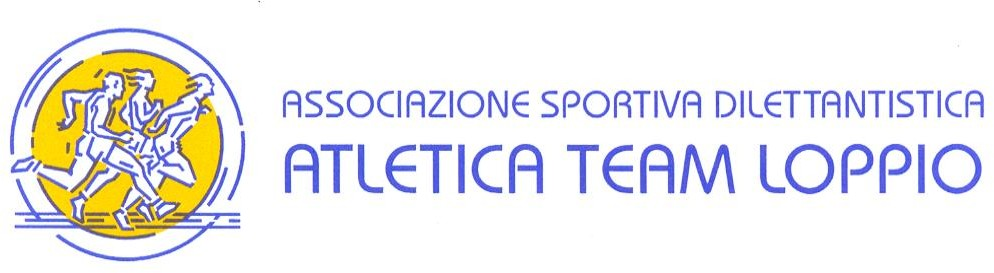 ASSOCIAZIONE SPORTIVA DILETTANTISTICA
ATLETICA TEAM LOPPIO